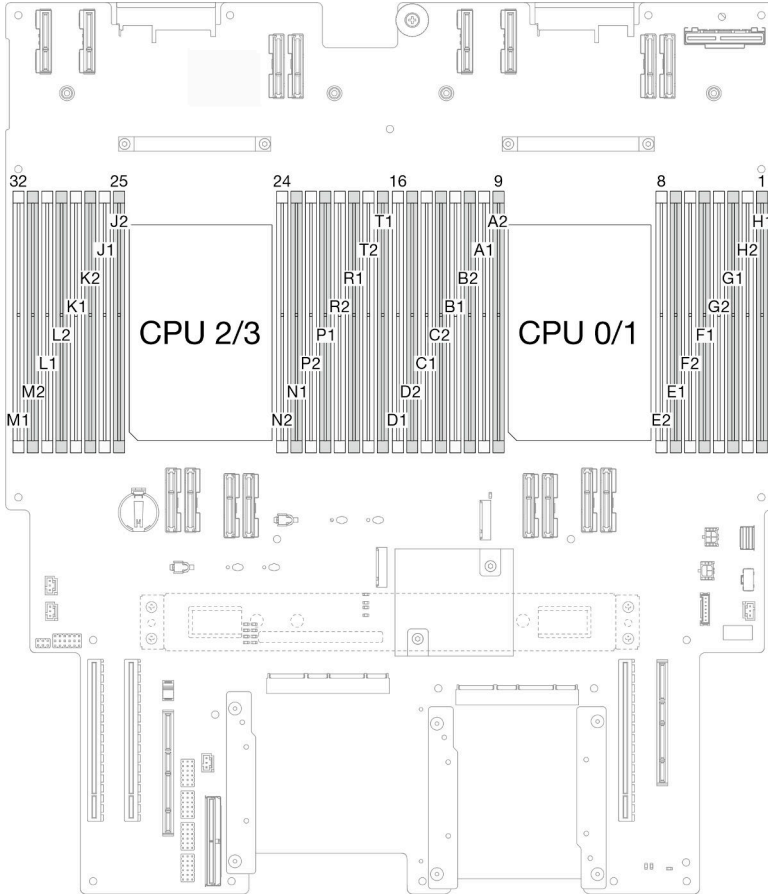 32 25 24 16 9 8 1
J2 T1 A2 H1
J1 T2 A1 H2
K2 R1 B2 G1
K1 R2 B1 G2
CPU 2/3 CPU 0/1
L2 P1 C2 F1
L1 P2 C1 F2
M2 N1 D2 E1
M1 N2 D1 E2